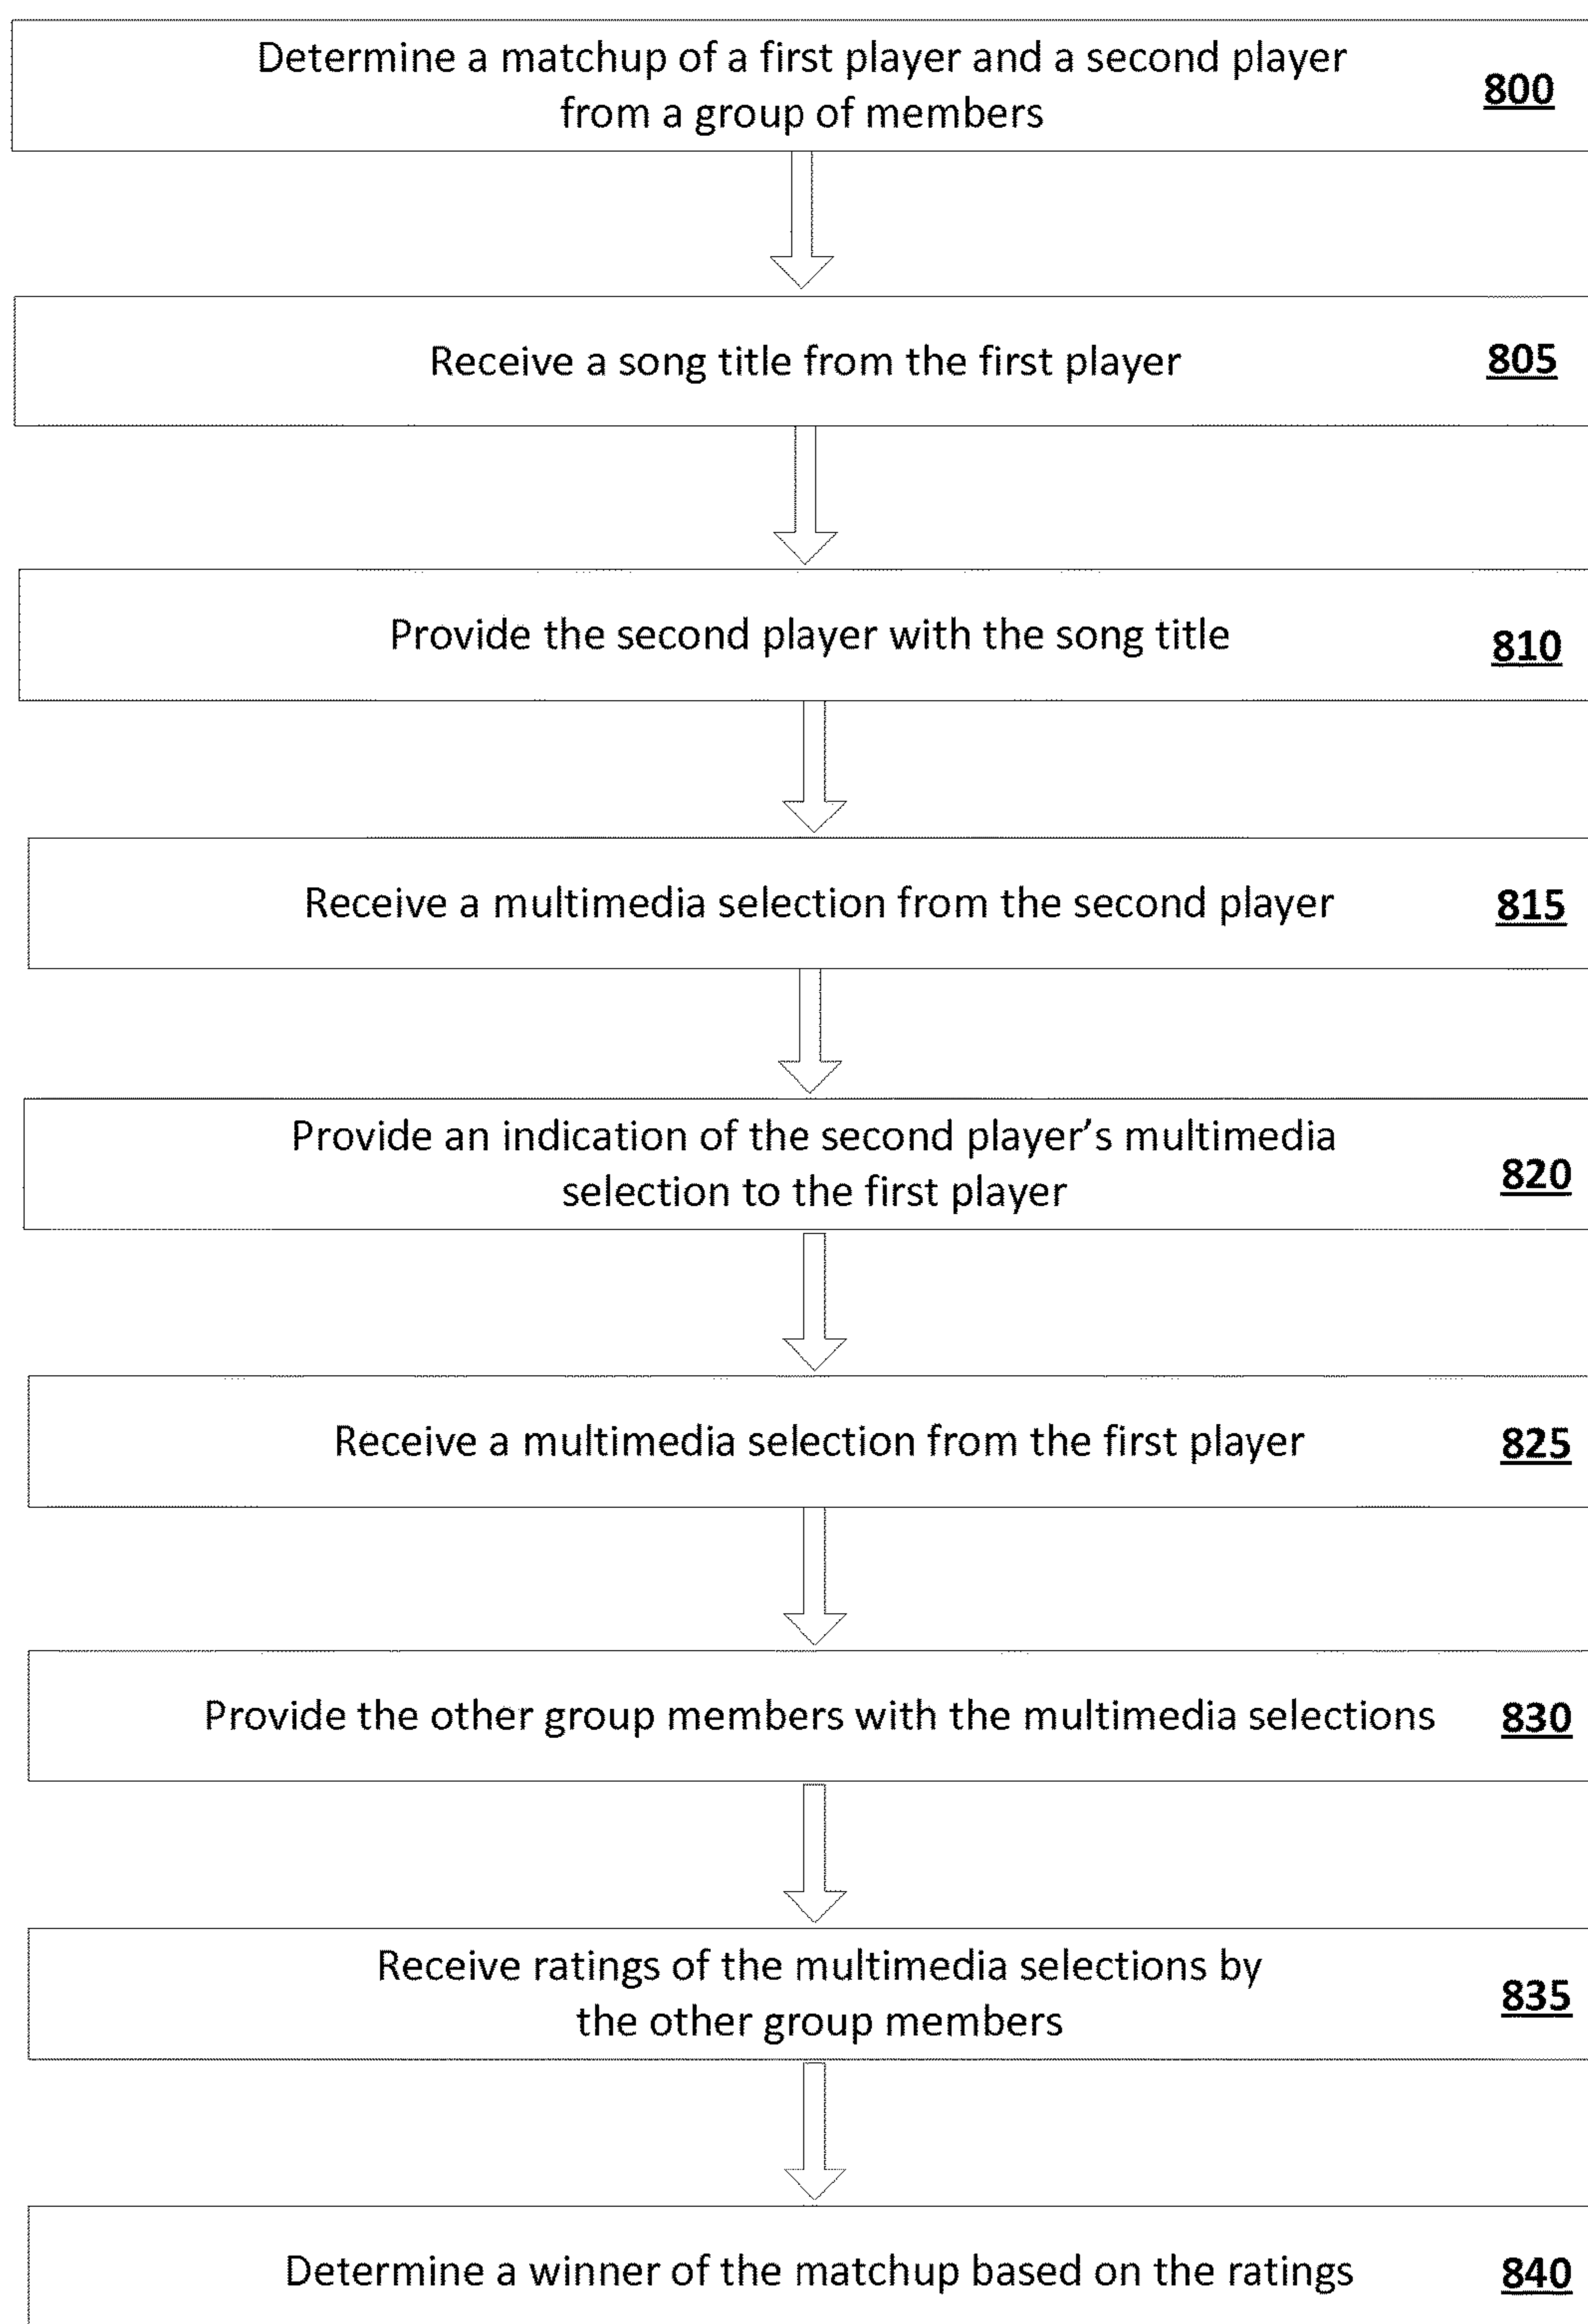 Determine a matchup of a first player and a second player
from a group of members
800
Receive a song title from the first player
805
Provide the second player with the song title
810
Receive a multimedia selection from the second player
815
Provide an indication of the second player’s multimedia
selection to the first player
820
Receive a multimedia selection from the first player
825
Provide the other group members with the multimedia selections
830
Receive ratings of the multimedia selections by
the other group members
835
Determine a winner of the matchup based on the ratings
840